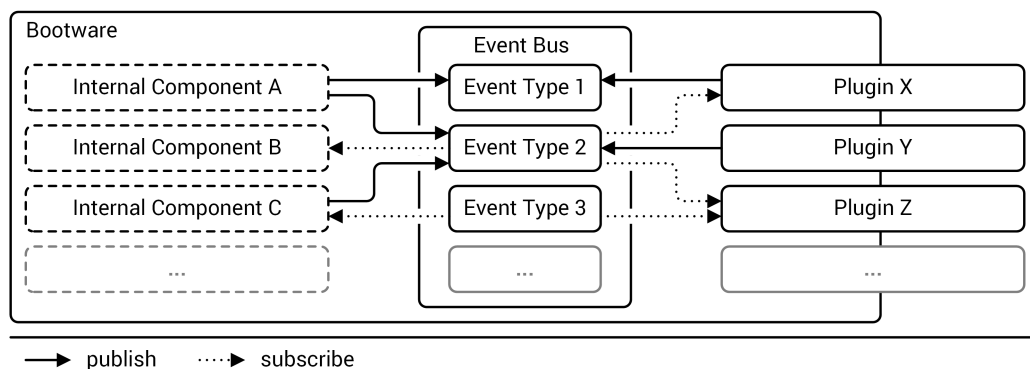 Bootware
Event Bus
Internal Component A
Event Type 1
Plugin X
Internal Component B
Event Type 2
Plugin Y
Internal Component C
Event Type 3
Plugin Z
...
...
...
publish
subscribe